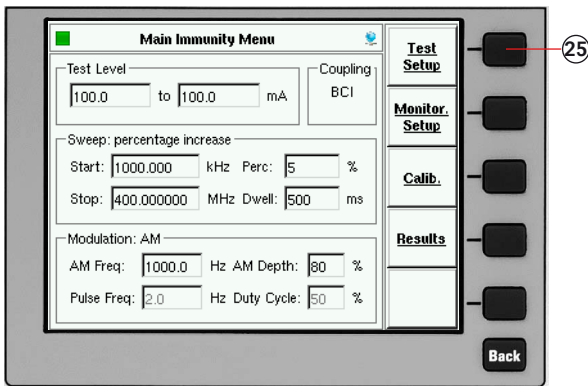 Main Immunity Menu
Test Level
100.0 to 100.0 mA
Coupling
BCI
Sweep: percentage increase
Start: 1000.000 kHz Perc: 5 %
Stop: 400.000000 MHz Dwell: 500 ms
Modulation: AM
AM Freq: 1000.0 Hz AM Depth: 80 %
Pulse Freq: 2.0 Hz Duty Cycle: 50 %
Test
Setup
Monitor.
Setup
Calib.
Results
Back
25